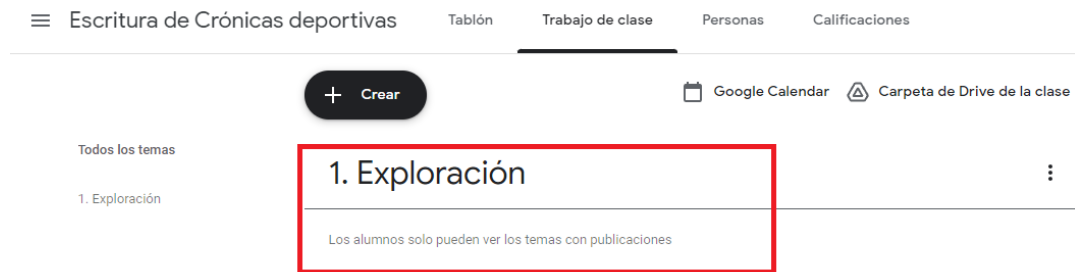 Escritura de Crónicas deportivas Tablón Trabajo de clase Personas Calificaciones
+ Crear Google Calendar Carpeta de Drive de la clase
Todos los temas
1. Exploración
1. Exploración
Los alumnos solo pueden ver los temas con publicaciones